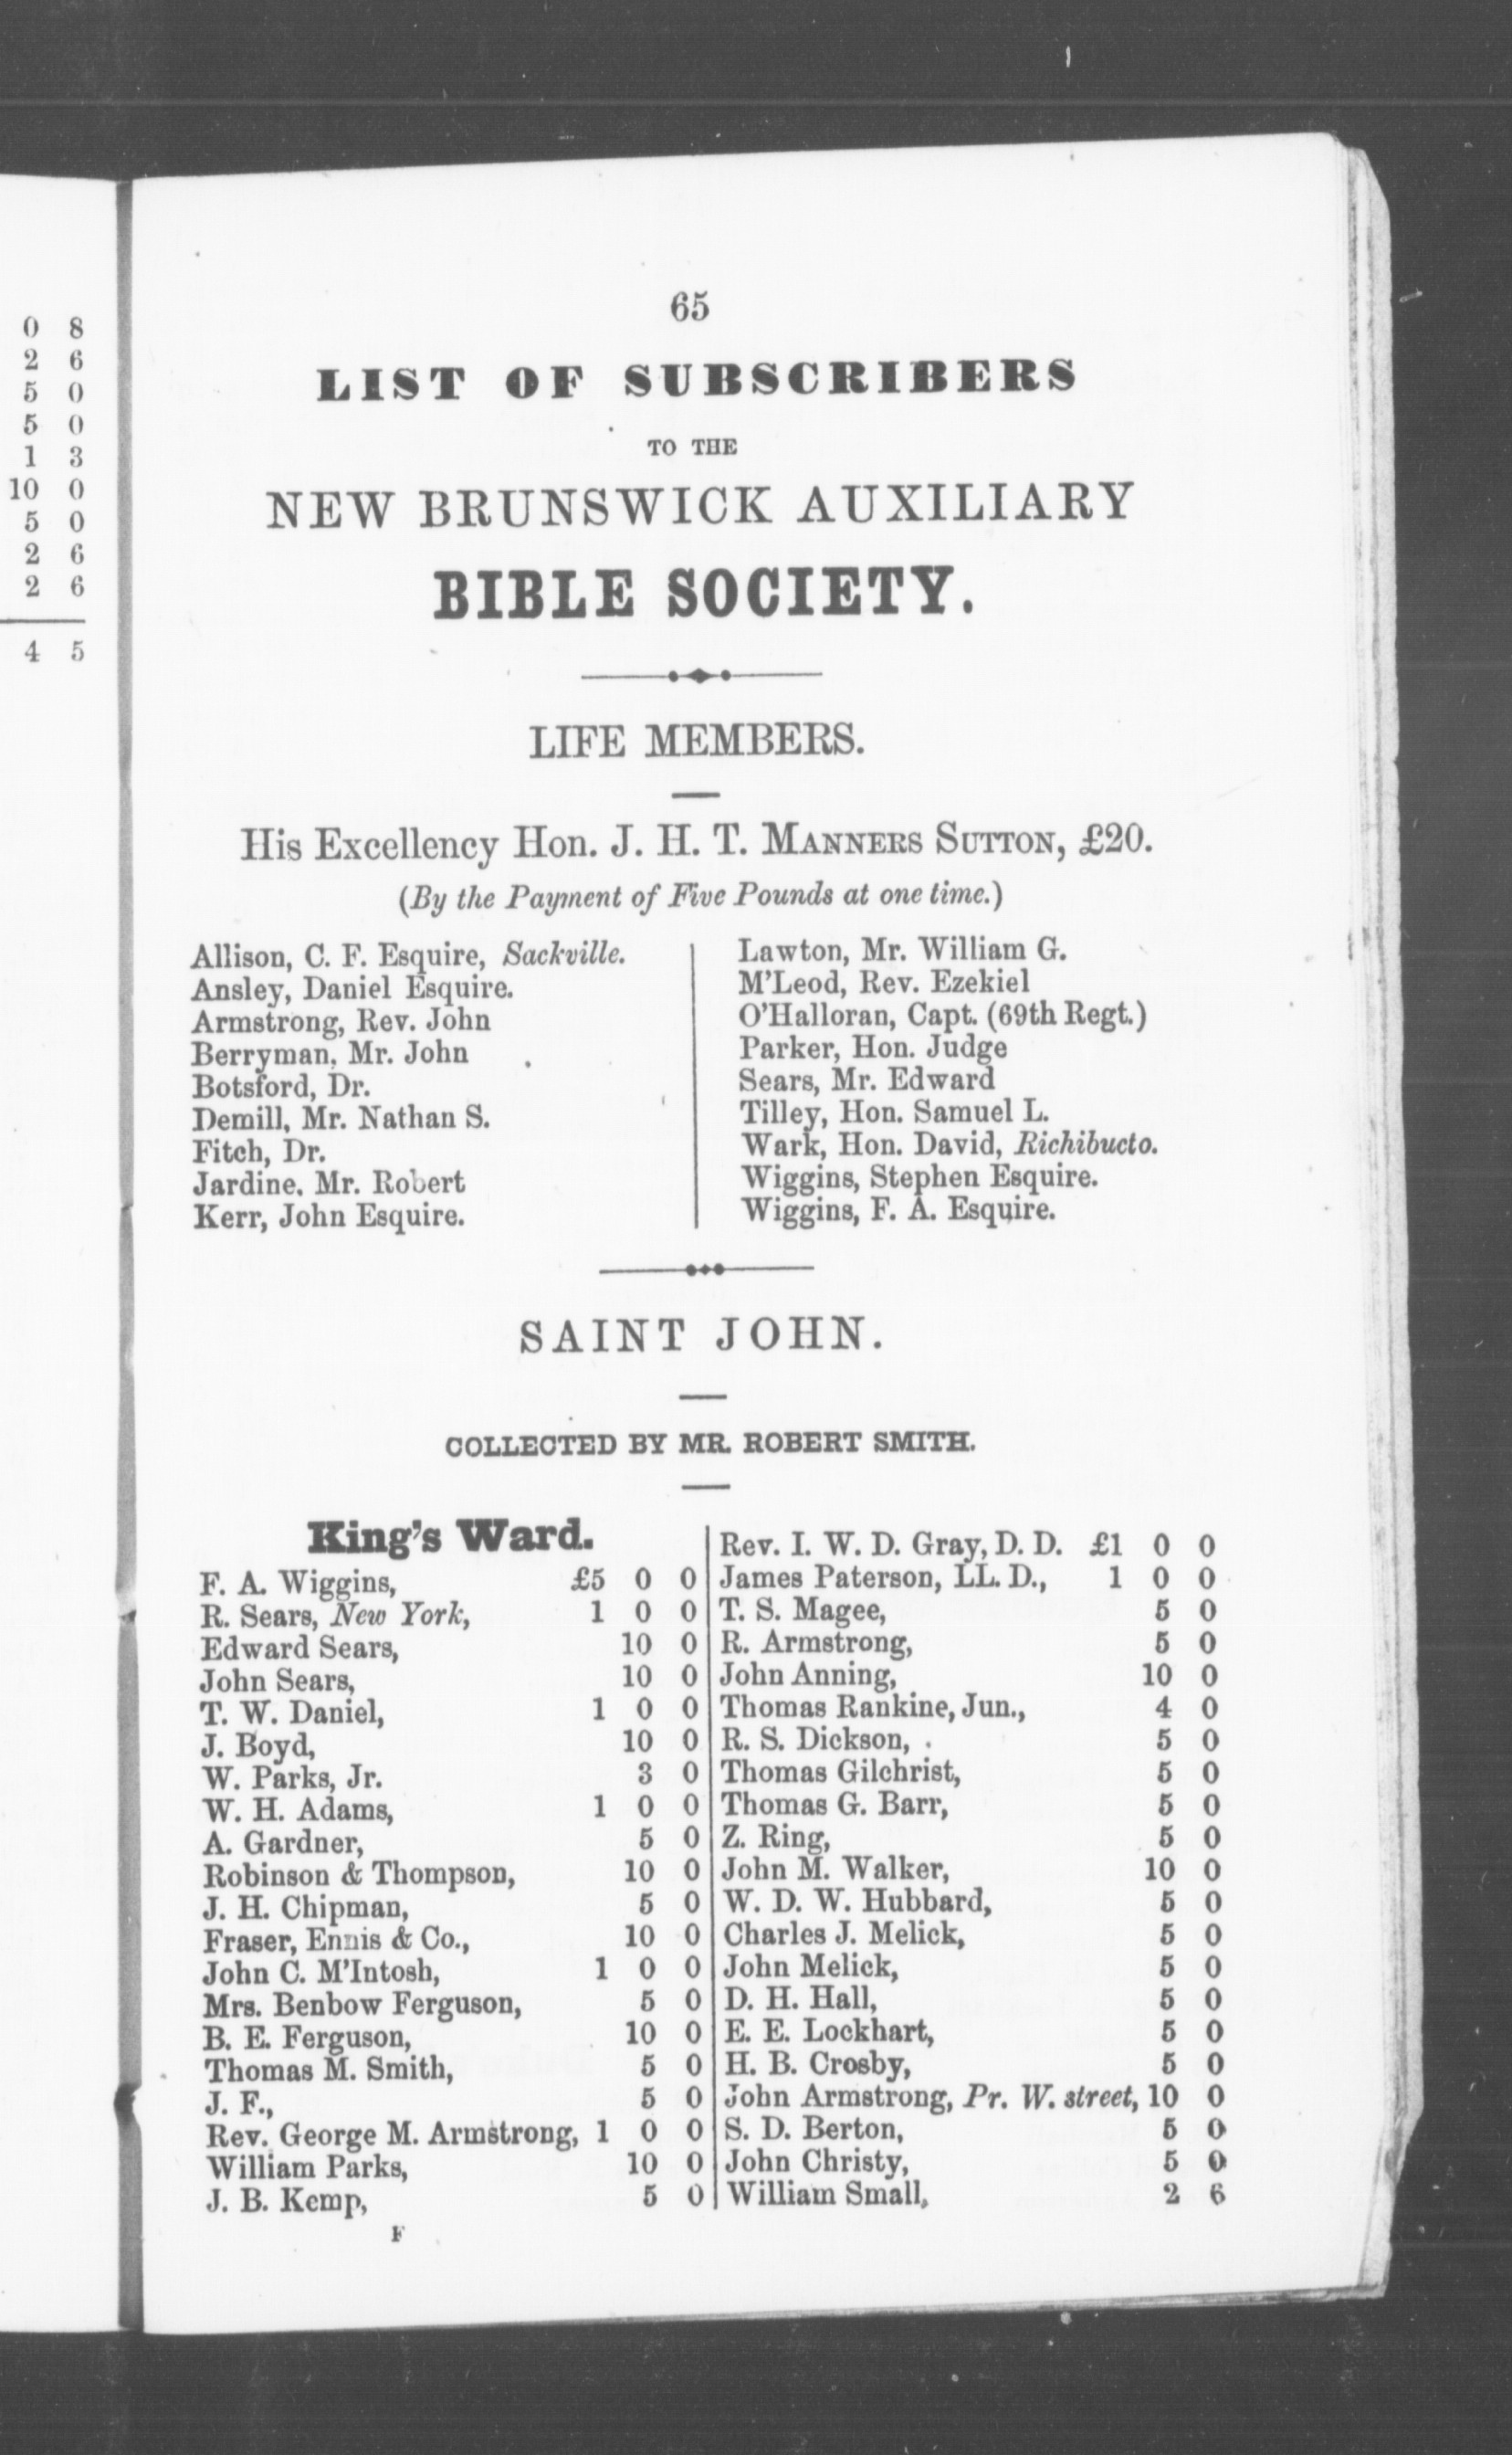 0 8
2 6
5 0
5 0
1 3
10 0
5 0
2 6
2 6
4 5
65
LIST OF SUBSCRIBERS
TO THE
NEW BRUNSWICK AUXILIARY
BIBLE SOCIETY.
LIFE MEMBERS.
His Excellency Hon. J. H. T. MANNERS SUTTON, £20.
(By the Payment of Five Pounds at one time.)
Allison, C. F. Esquire, Sackville.
Ansley, Daniel Esquire.
Armstrong, Rev. John
Berryman, Mr. John
Botsford, Dr.
Demill, Mr. Nathan S.
Fitch, Dr.
Jardine, Mr. Robert
Kerr, John Esquire.
Lawton, Mr. William G.
M'Leod, Rev. Ezekiel
O'Halloran, Capt. (69th Regt.)
Parker, Hon. Judge
Sears, Mr. Edward
Tilley, Hon. Samuel L.
Wark, Hon. David, Richibucto.
Wiggins, Stephen Esquire.
Wiggins, F. A. Esquire.
SAINT JOHN.
COLLECTED BY MR. ROBERT SMITH.
King's Ward.
F. A. Wiggins, £5 0 0
R. Sears, New York, 1 0 0
Edward Sears, 10 0
John Sears, 10 0
T. W. Daniel, 1 0 0
J. Boyd, 10 0
W. Parks, Jr. 3 0
W. H. Adams, 1 0 0
A. Gardner, 5 0
Robinson & Thompson, 10 0
J. H. Chipman, 5 0
Fraser, Ennis & Co., 10 0
John C. M'Intosh, 1 0 0
Mrs. Benbow Ferguson, 5 0
B. E. Ferguson, 10 0
Thomas M. Smith, 5 0
J. F., 5 0
Rev. George M. Armstrong, 1 0 0
William Parks, 10 0
J. B. Kemp, 5 0
Rev. I. W. D. Gray, D. D. £1 0 0
James Paterson, LL. D., 1 0 0
T. S. Magee, 5 0
R. Armstrong, 5 0
John Anning, 10 0
Thomas Rankine, Jun., 4 0
R. S. Dickson, 5 0
Thomas Gilchrist, 5 0
Thomas G. Barr, 5 0
Z. Ring, 5 0
John M. Walker, 10 0
W. D. W. Hubbard, 5 0
Charles J. Melick, 5 0
John Melick, 5 0
D. H. Hall, 5 0
E. E. Lockhart, 5 0
H. B. Crosby, 5 0
John Armstrong, Pr. W. street, 10 0
S. D. Berton, 5 0
John Christy, 5 0
William Small, 2 6
F